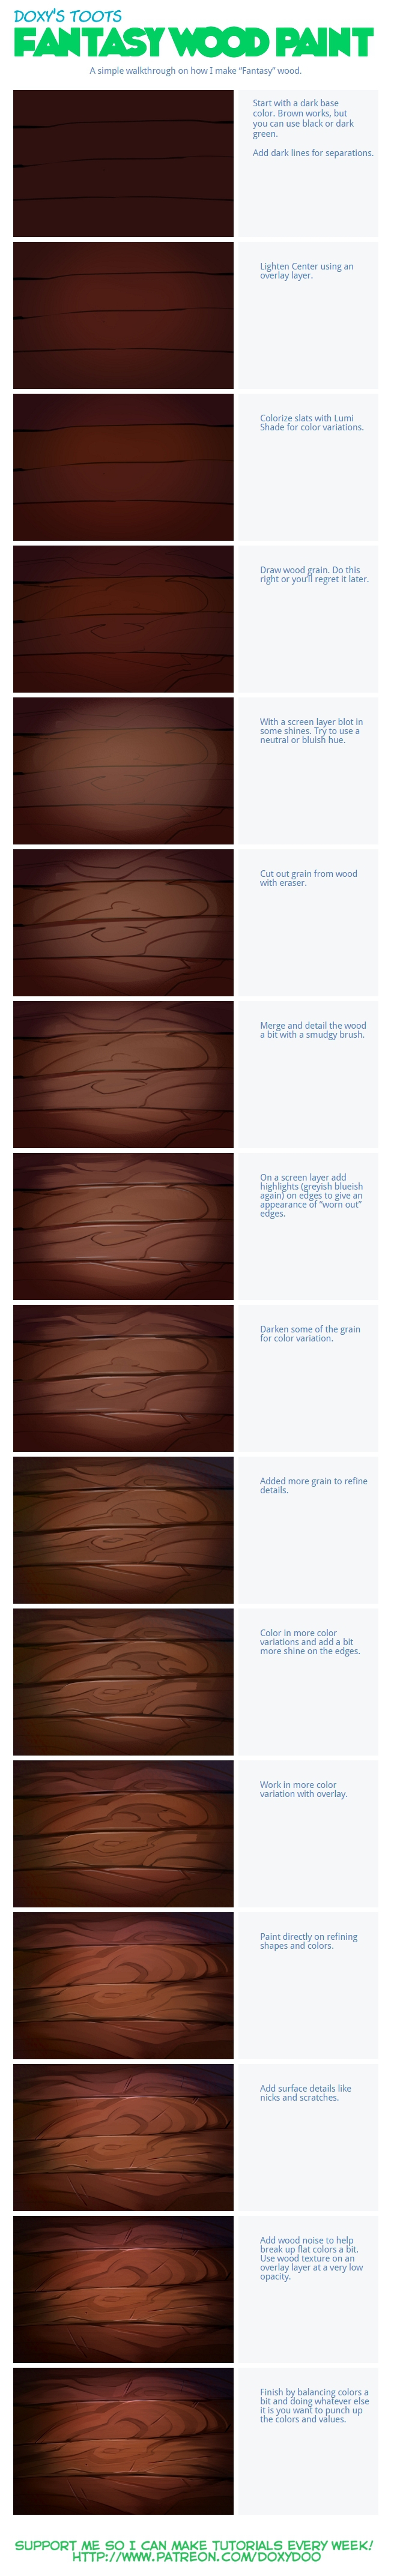 DOXY'S TOOTS
FANTASY WOOD PAINT
A simple walkthrough on how I make "Fantasy" wood.
Start with a dark base
color. Brown works, but
you can use black or dark
green.
Add dark lines for separations.
Lighten Center using an
overlay layer.
Colorize slats with Lumi
Shade for color variations.
Draw wood grain. Do this
right or you'll regret it later.
With a screen layer blot in
some shines. Try to use a
neutral or bluish hue.
Cut out grain from wood
with eraser.
Merge and detail the wood
a bit with a smudgy brush.
On a screen layer add
highlights (greyish blueish
again) on edges to give an
appearance of "worn out"
edges.
Darken some of the grain
for color variation.
Added more grain to refine
details.
Color in more color
variations and add a bit
more shine on the edges.
Work in more color
variation with overlay.
Paint directly on refining
shapes and colors.
Add surface details like
nicks and scratches.
Add wood noise to help
break up flat colors a bit.
Use wood texture on an
overlay layer at a very low
opacity.
Finish by balancing colors a
bit and doing whatever else
it is you want to punch up
the colors and values.
SUPPORT ME SO I CAN MAKE TUTORIALS EVERY WEEK!
HTTP://WWW.PATREON.COM/DOXYDOO